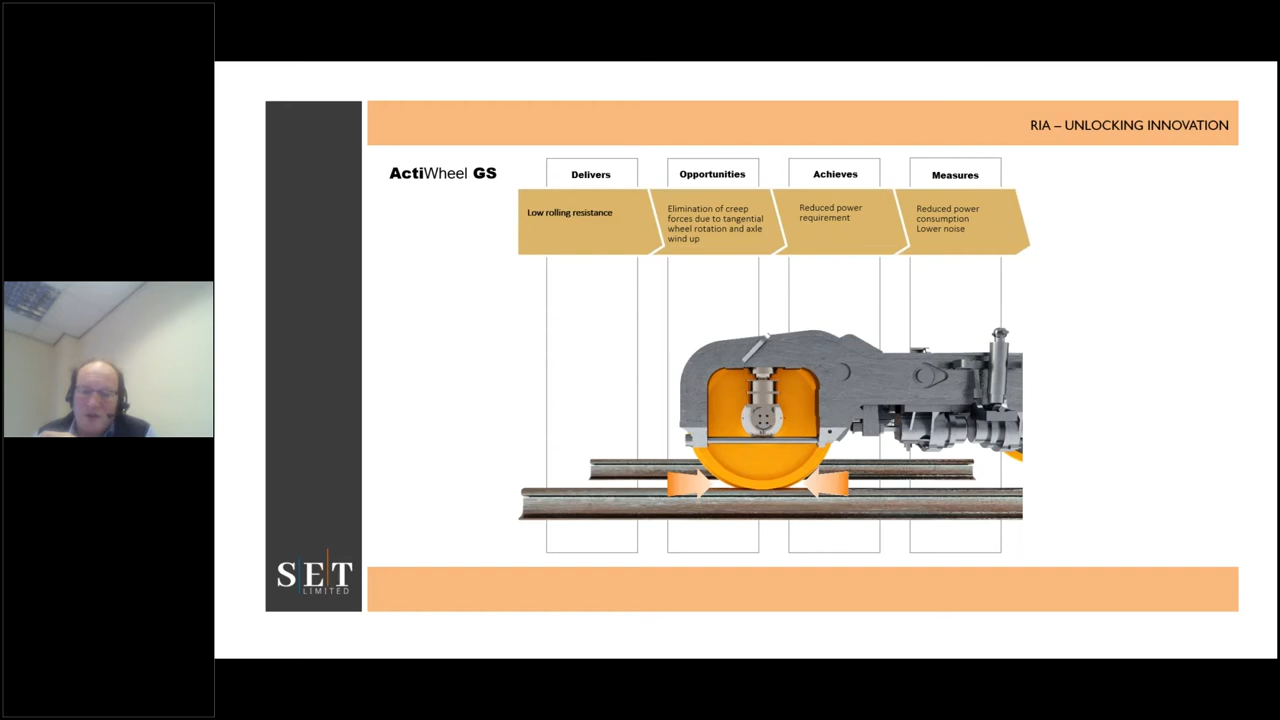 RIA – UNLOCKING INNOVATION
ActiWheel GS
Delivers
Opportunities
Achieves
Measures
Low rolling resistance
Elimination of creep
forces due to tangential
wheel rotation and axle
wind up
Reduced power
requirement
Reduced power
consumption
Lower noise
SET
LIMITED